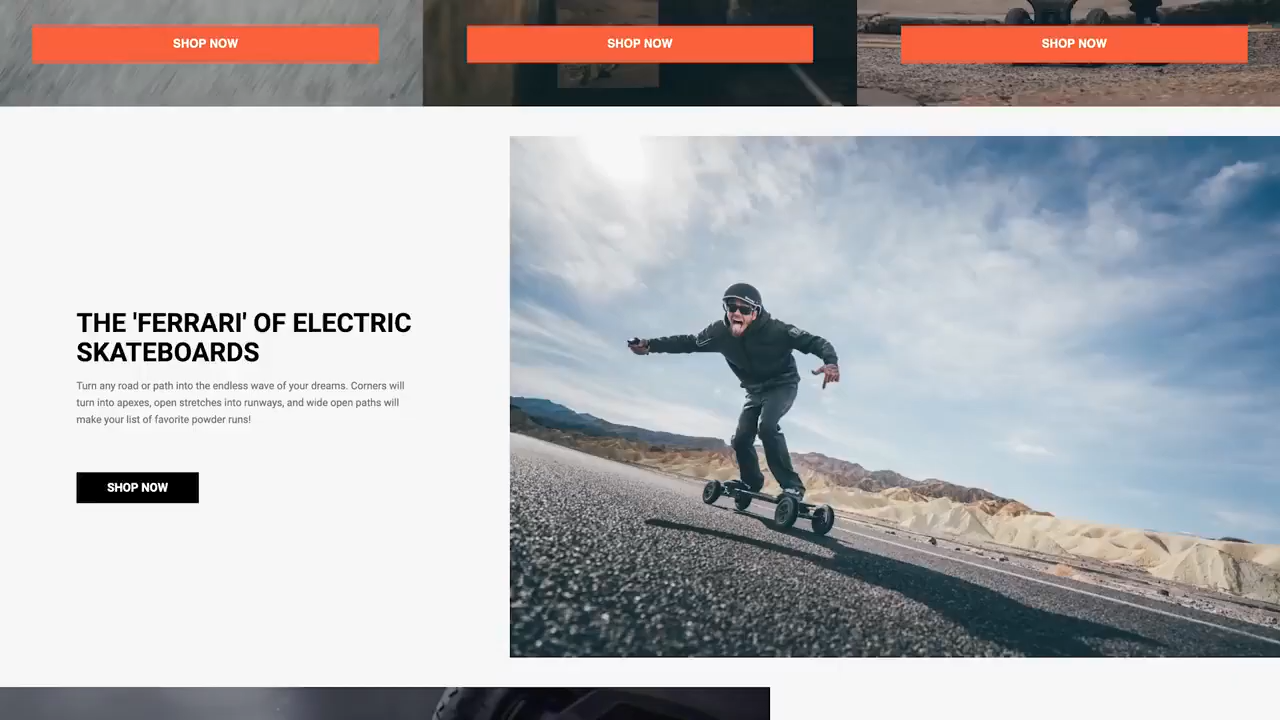 SHOP NOW
SHOP NOW
SHOP NOW
THE 'FERRARI' OF ELECTRIC
SKATEBOARDS
Turn any road or path into the endless wave of your dreams. Corners will
turn into apexes, open stretches into runways, and wide open paths will
make your list of favorite powder runs!
SHOP NOW